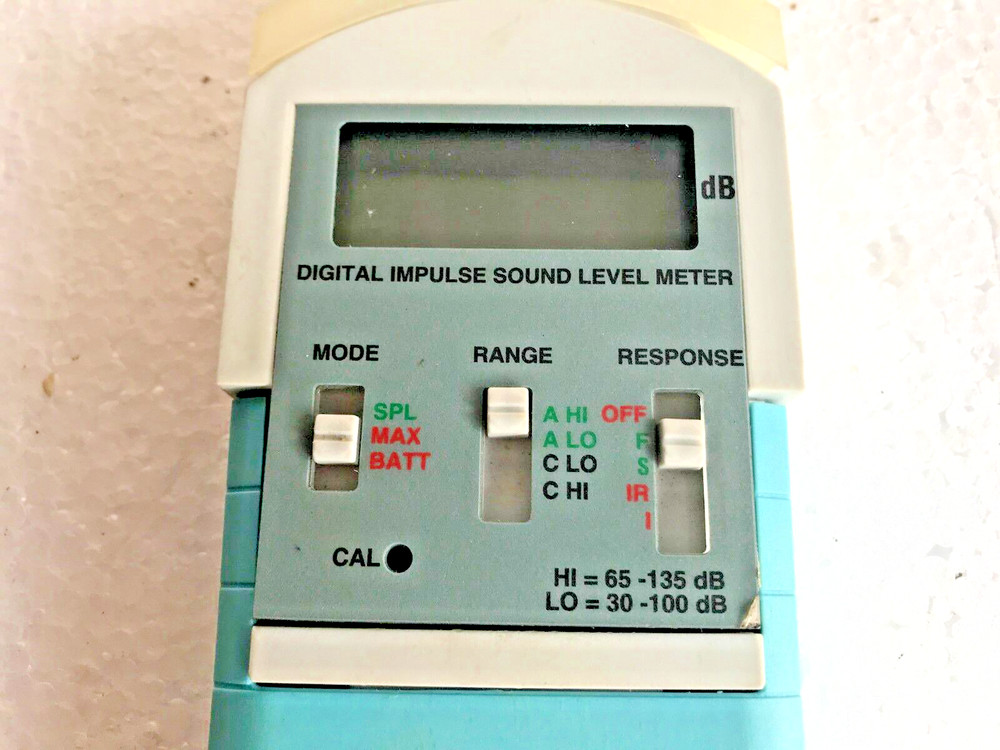 dB
DIGITAL IMPULSE SOUND LEVEL METER
MODE RANGE RESPONSE
SPL A HI OFF
MAX A LO F
BATT C LO S
C HI IR
I
CAL
HI = 65 -135 dB
LO = 30 -100 dB